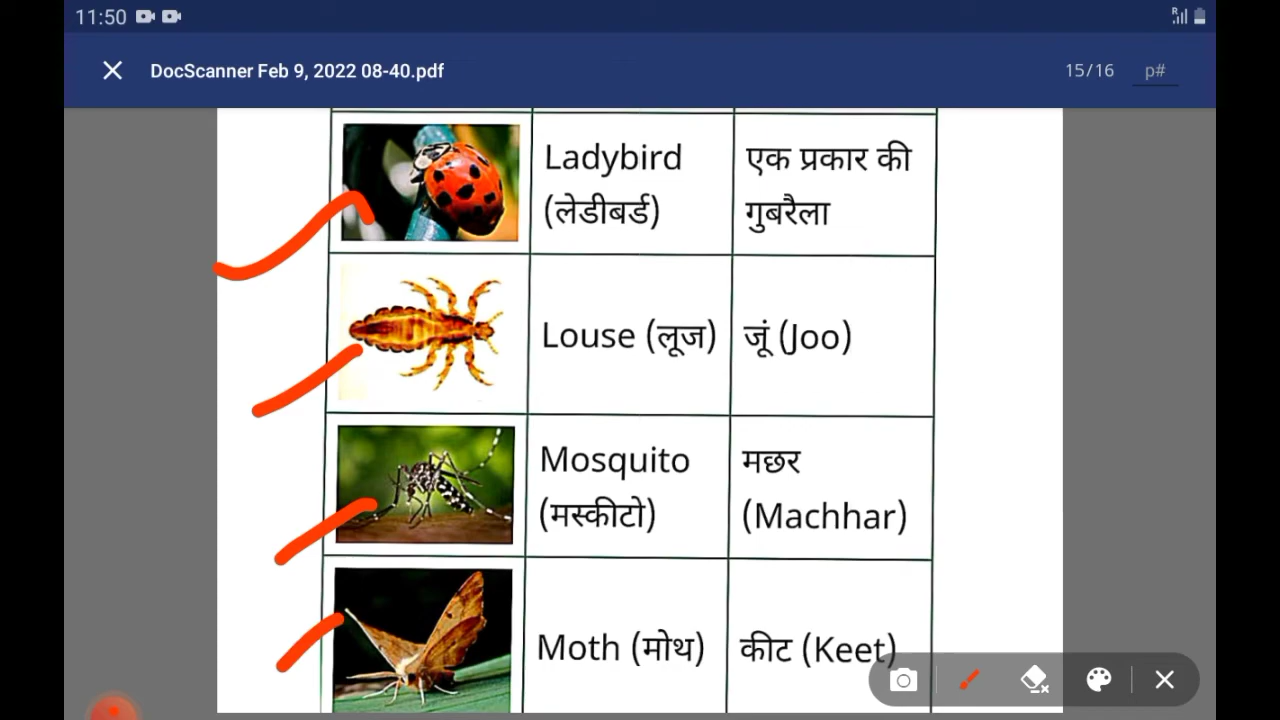 11:50
DocScanner Feb 9, 2022 08-40.pdf
15/16 p#
Ladybird
(लेडीबर्ड)
एक प्रकार की
गुबरैला
Louse (लूज)
जूं (Joo)
Mosquito
(मस्कीटो)
मछर
(Machhar)
Moth (मोथ)
कीट (Keet)